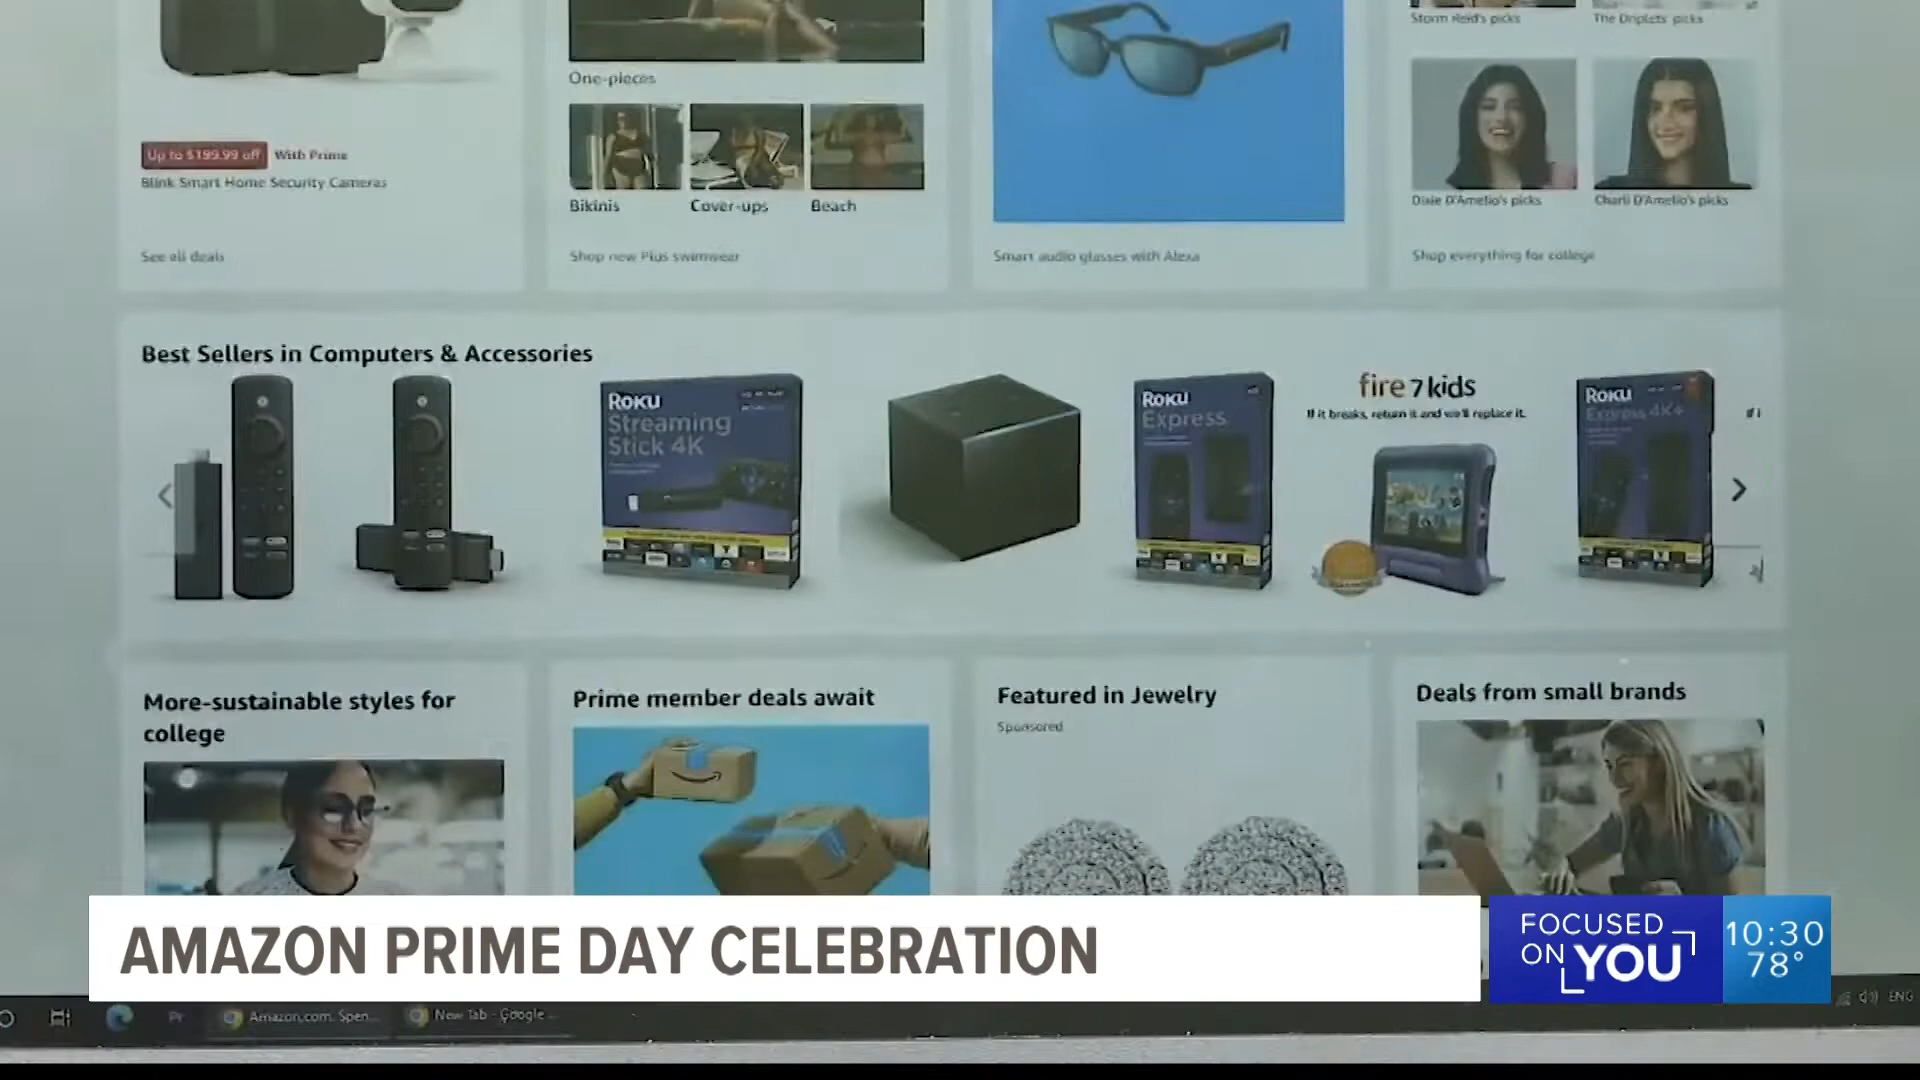 Storm Reid's picks
The Driplets' picks
One-pieces
Up to $199.99 off
With Prime
Blink Smart Home Security Cameras
Bikinis
Cover-ups
Beach
Dixie D'Amelio's picks
Charli D'Amelio's picks
See all deals
Shop new Plus swimwear
Smart audio glasses with Alexa
Shop everything for college
Best Sellers in Computers & Accessories
Roku
Streaming
Stick 4K
Roku
Express
fire 7 kids
If it breaks, return it and we'll replace it.
Roku
Express 4K+
If i
More-sustainable styles for
college
Prime member deals await
Featured in Jewelry
Sponsored
Deals from small brands
AMAZON PRIME DAY CELEBRATION
FOCUSED
ON YOU
10:30
78°
Pr
Amazon.com. Spen...
New Tab - Google ...
ENG